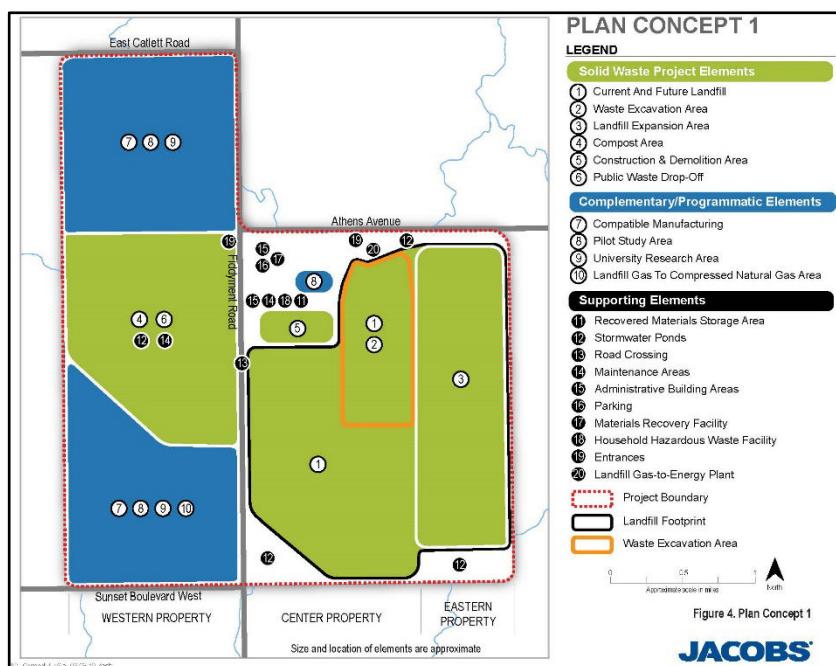 PLAN CONCEPT 1
LEGEND
Solid Waste Project Elements
1 Current And Future Landfill
2 Waste Excavation Area
3 Landfill Expansion Area
4 Compost Area
5 Construction & Demolition Area
6 Public Waste Drop-Off
Complementary/Programmatic Elements
7 Compatible Manufacturing
8 Pilot Study Area
9 University Research Area
10 Landfill Gas To Compressed Natural Gas Area
Supporting Elements
11 Recovered Materials Storage Area
12 Stormwater Ponds
13 Road Crossing
14 Maintenance Areas
15 Administrative Building Areas
16 Parking
17 Materials Recovery Facility
18 Household Hazardous Waste Facility
19 Entrances
20 Landfill Gas-to-Energy Plant
Project Boundary
Landfill Footprint
Waste Excavation Area
0 0.5 1
Approximate scale in miles
North
Figure 4. Plan Concept 1
JACOBS
East Catlett Road
7 8 9
Athens Avenue
Fiddyment Road
19
15
16 17
19 20 12
8
15 14 18 11
5
4 6
12 14
13
1
2
3
1
7 8 9 10
12
12
Sunset Boulevard West
WESTERN PROPERTY
CENTER PROPERTY
EASTERN
PROPERTY
Size and location of elements are approximate